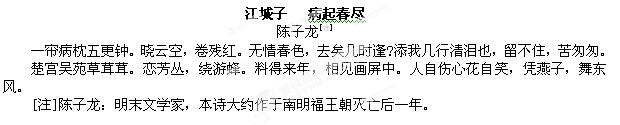 江城子 病起春尽
陈子龙[一]
一帘病枕五更钟。晓云空，卷残红。无情春色，去矣几时逢?添我几行清泪也，留不住，苦匆匆。
楚宫吴苑草茸茸。恋芳丛，绕游蜂。料得来年，相见画屏中。人自伤心花自笑，凭燕子，舞东
风。
[注]陈子龙：明末文学家，本诗大约作于南明福王朝灭亡后一年。